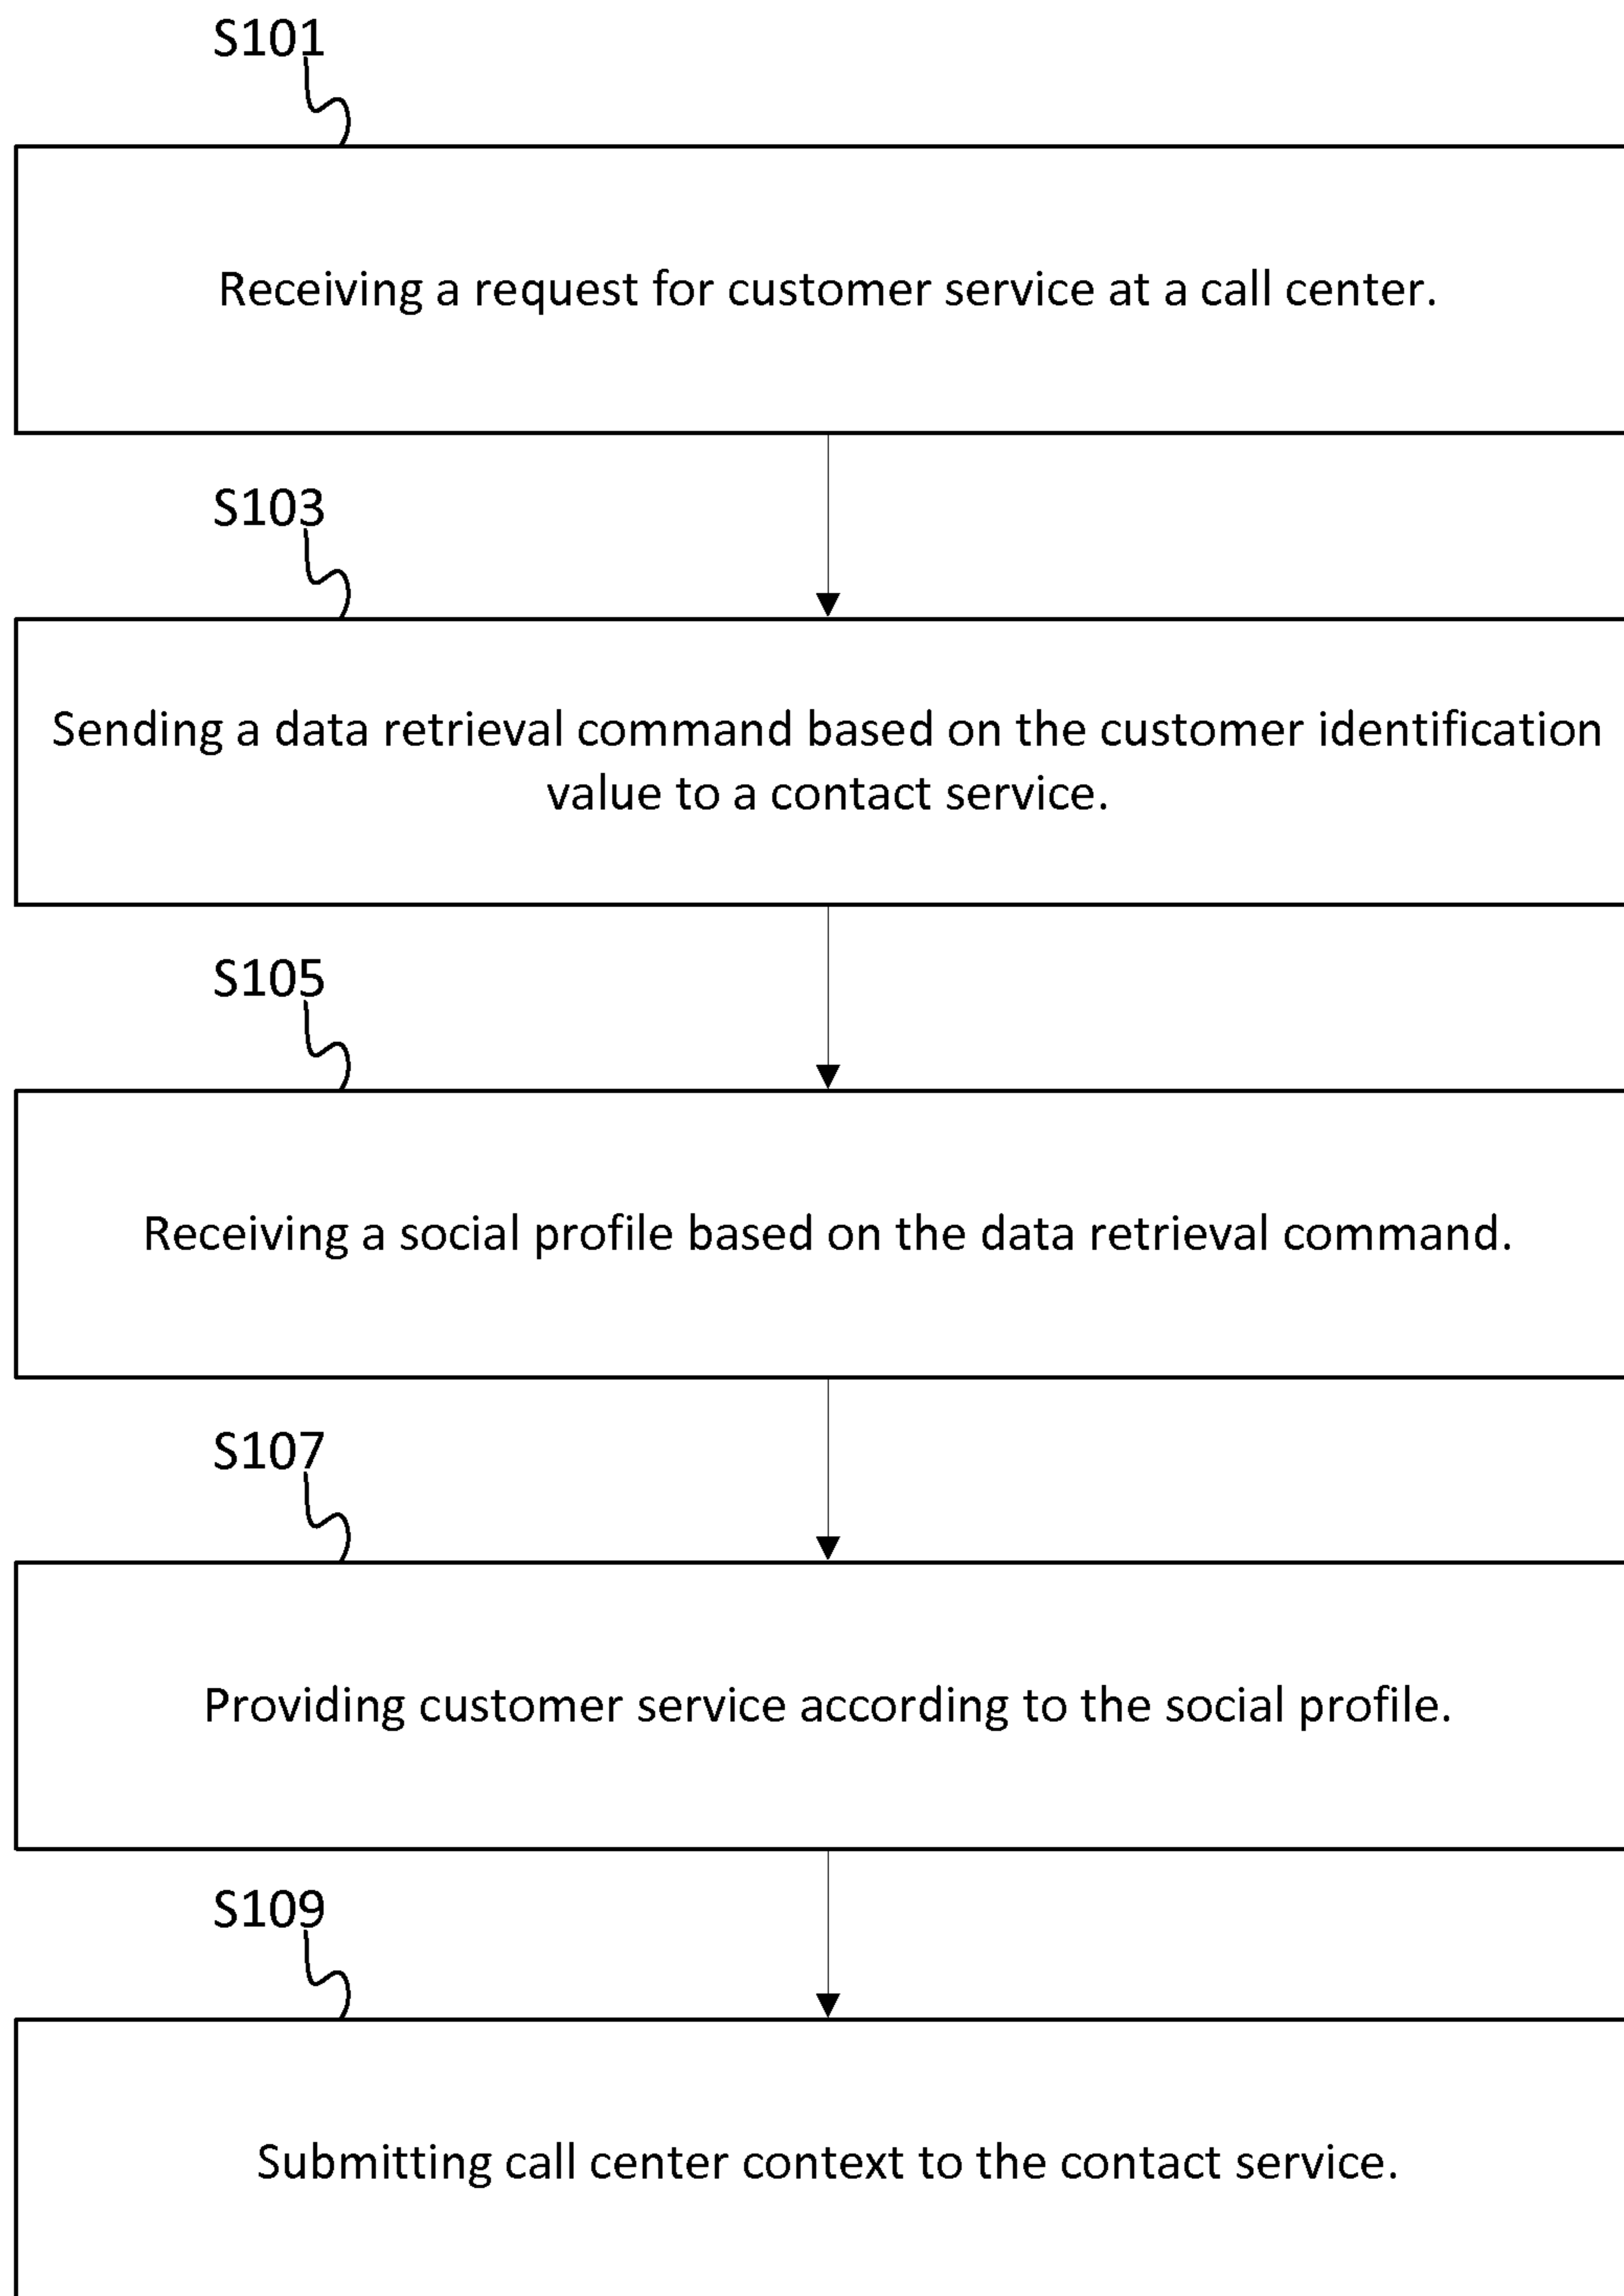 S101
Receiving a request for customer service at a call center.
S103
Sending a data retrieval command based on the customer identification
value to a contact service.
S105
Receiving a social profile based on the data retrieval command.
S107
Providing customer service according to the social profile.
S109
Submitting call center context to the contact service.